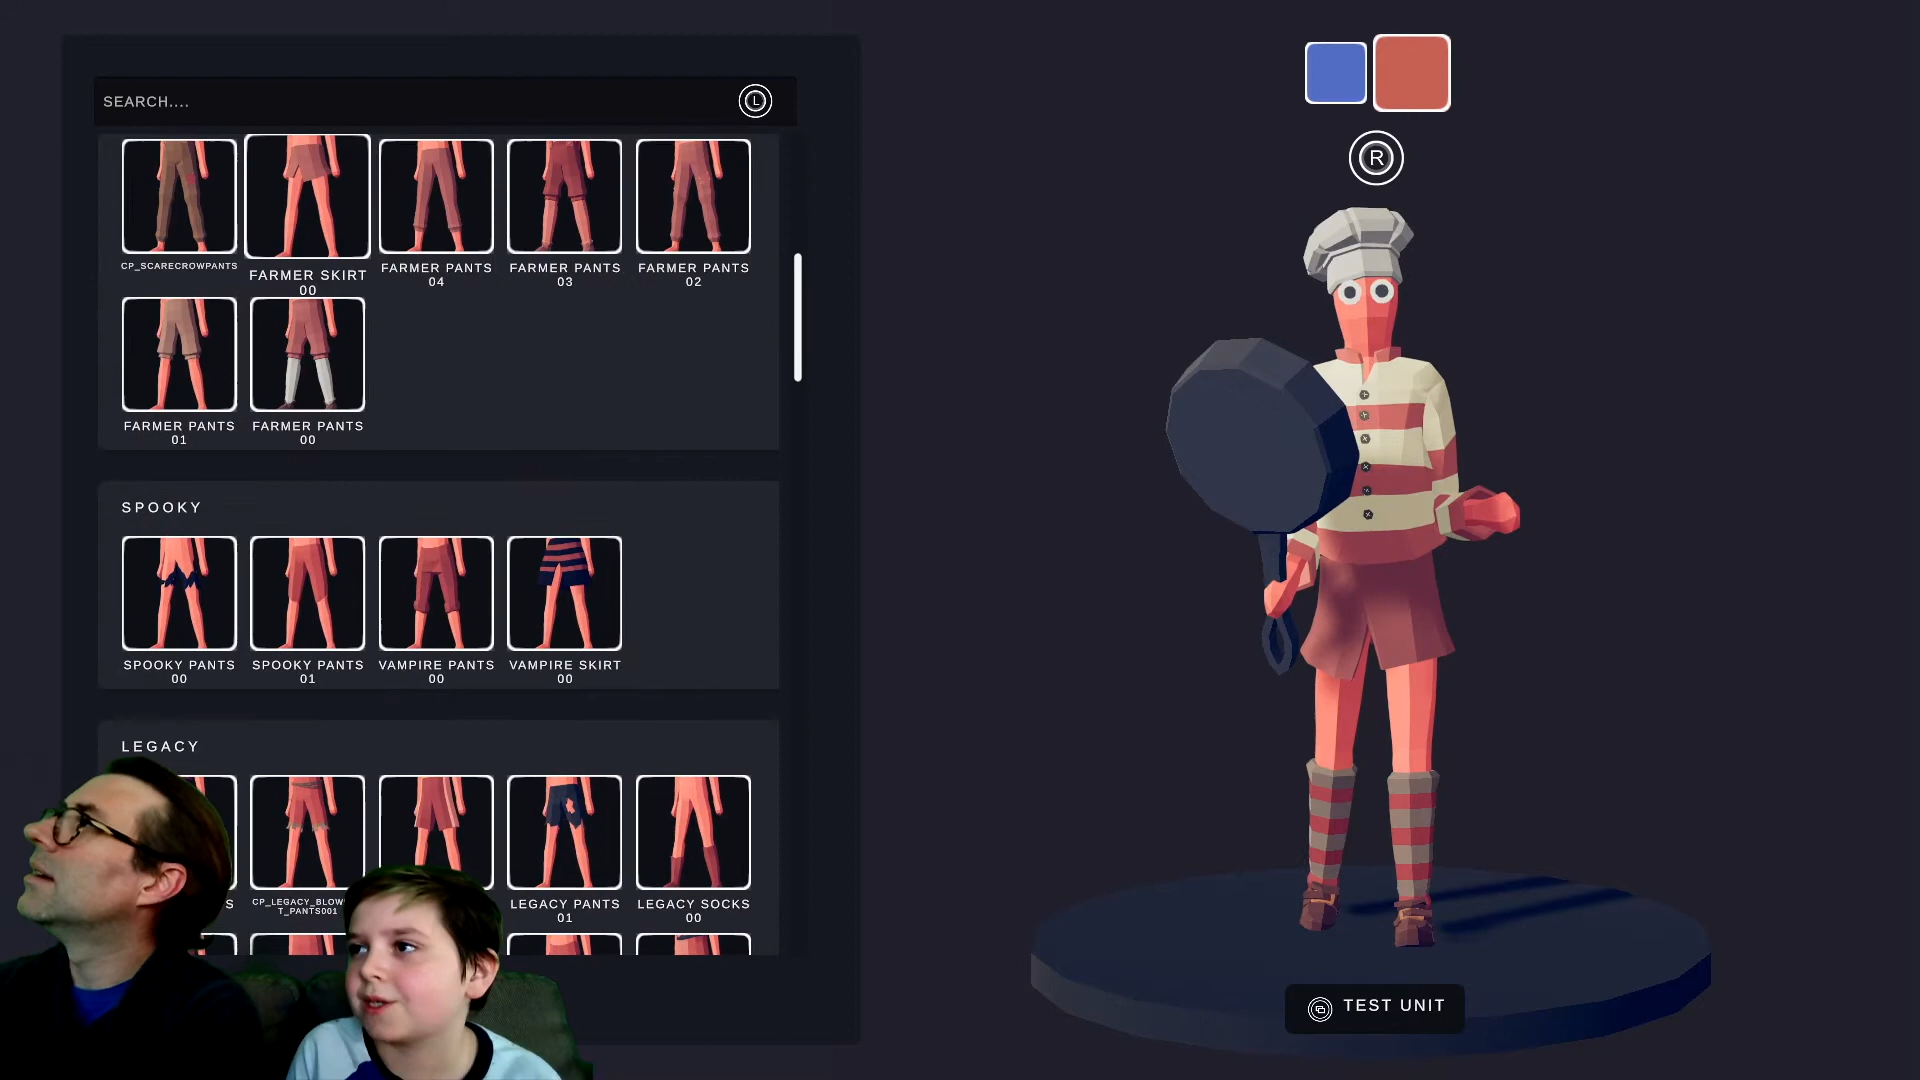 SEARCH....
L
R
CP_SCARECROWPANTS
FARMER SKIRT
00
FARMER PANTS
04
FARMER PANTS
03
FARMER PANTS
02
FARMER PANTS
01
FARMER PANTS
00
SPOOKY
SPOOKY PANTS
00
SPOOKY PANTS
01
VAMPIRE PANTS
00
VAMPIRE SKIRT
00
LEGACY
LEGACY PANTS
01
LEGACY SOCKS
00
TEST UNIT